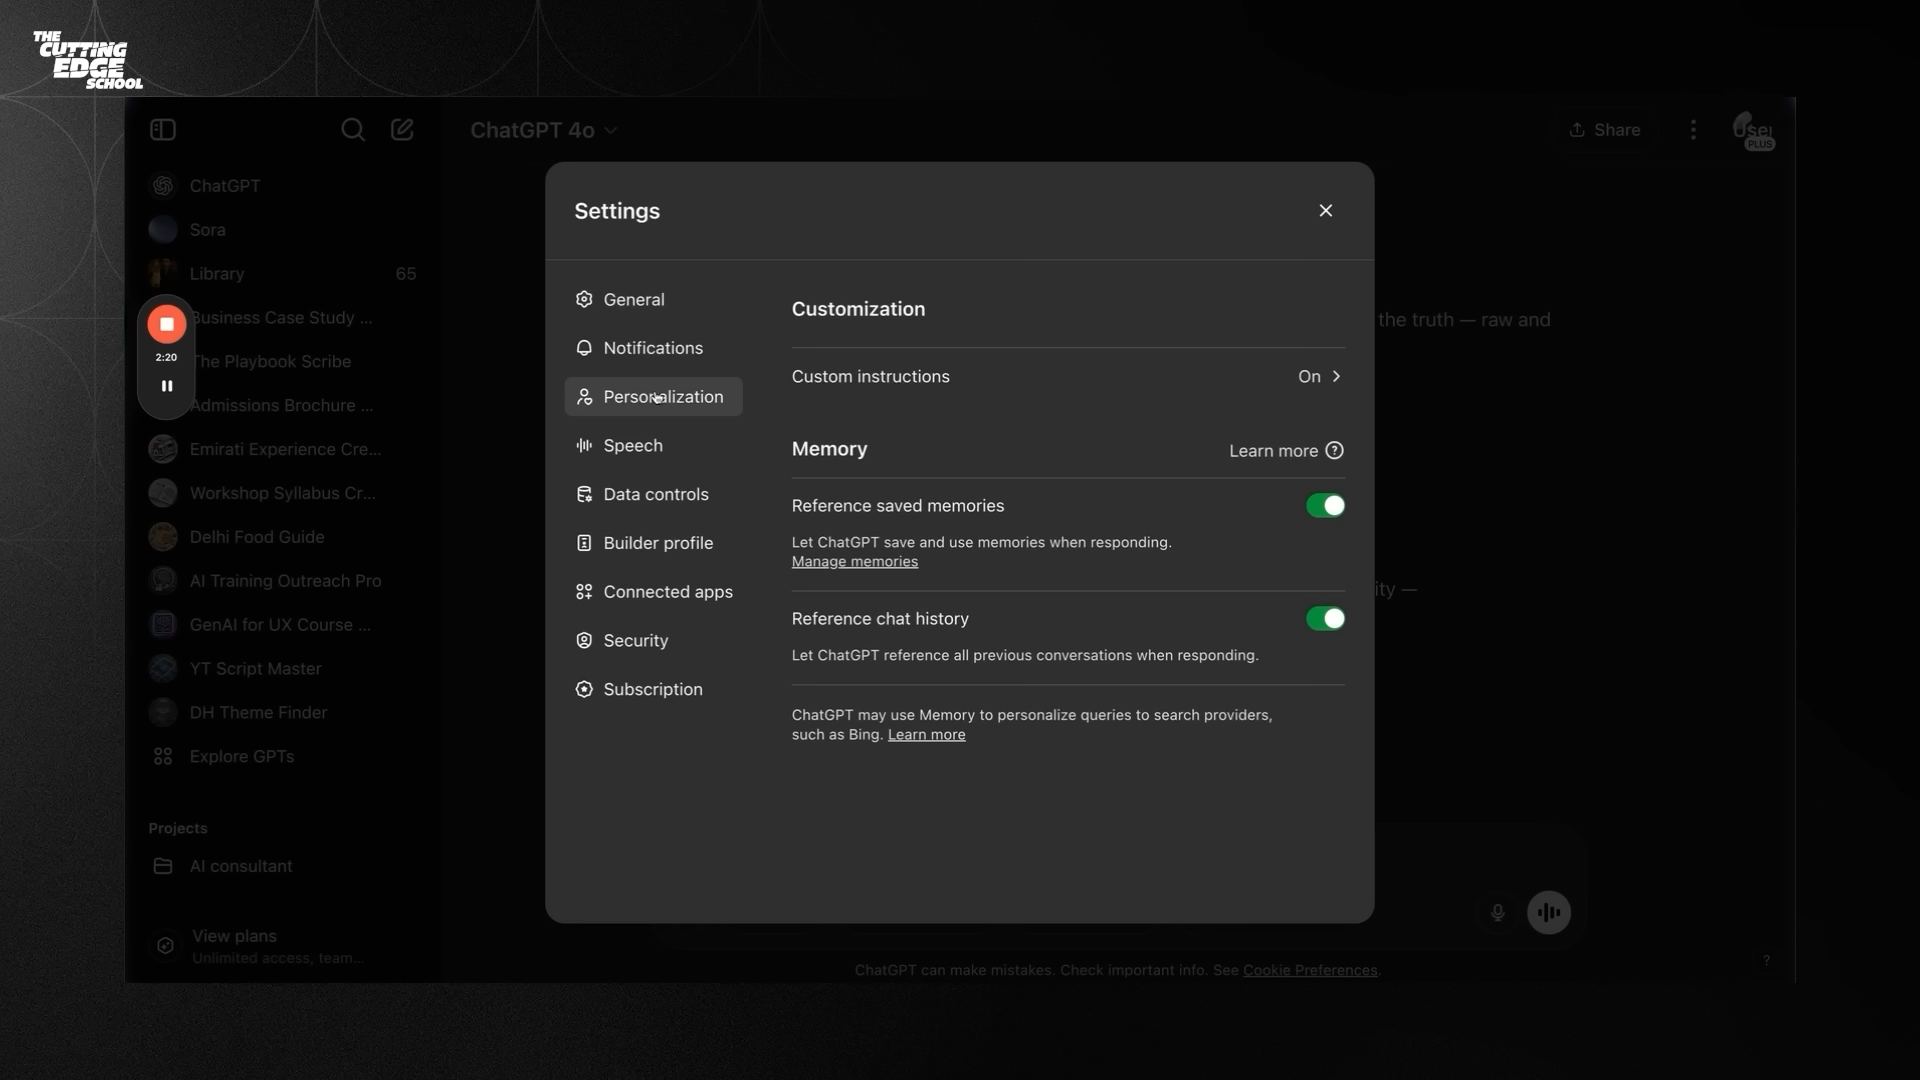 THE
CUTTING
EDGE
SCHOOL
ChatGPT 4o
Share
PLUS
ChatGPT
Sora
Library 65
Business Case Study ...
The Playbook Scribe
Admissions Brochure ...
Emirati Experience Cre...
Workshop Syllabus Cr...
Delhi Food Guide
AI Training Outreach Pro
GenAI for UX Course ...
YT Script Master
DH Theme Finder
Explore GPTs
Projects
AI consultant
View plans
Unlimited access, team...
2:20
the truth — raw and
ity —
Settings
General
Notifications
Personalization
Speech
Data controls
Builder profile
Connected apps
Security
Subscription
Customization
Custom instructions On
Memory Learn more ?
Reference saved memories
Let ChatGPT save and use memories when responding.
Manage memories
Reference chat history
Let ChatGPT reference all previous conversations when responding.
ChatGPT may use Memory to personalize queries to search providers,
such as Bing. Learn more
ChatGPT can make mistakes. Check important info. See Cookie Preferences.
?